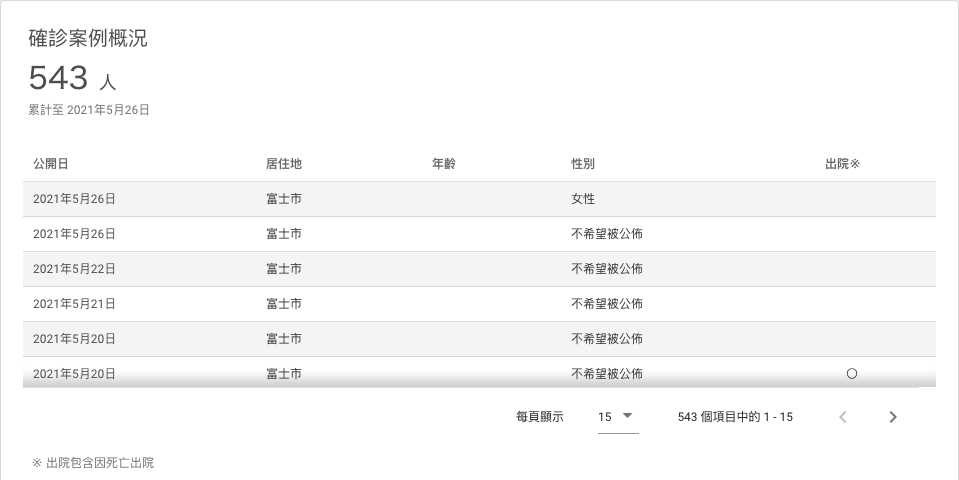 確診案例概況
543 人
累計至 2021年5月26日
公開日 居住地 年齡 性別 出院※
2021年5月26日 富士市 女性
2021年5月26日 富士市 不希望被公佈
2021年5月22日 富士市 不希望被公佈
2021年5月21日 富士市 不希望被公佈
2021年5月20日 富士市 不希望被公佈
2021年5月20日 富士市 不希望被公佈 〇
每頁顯示 15 543 個項目中的 1 - 15
※ 出院包含因死亡出院